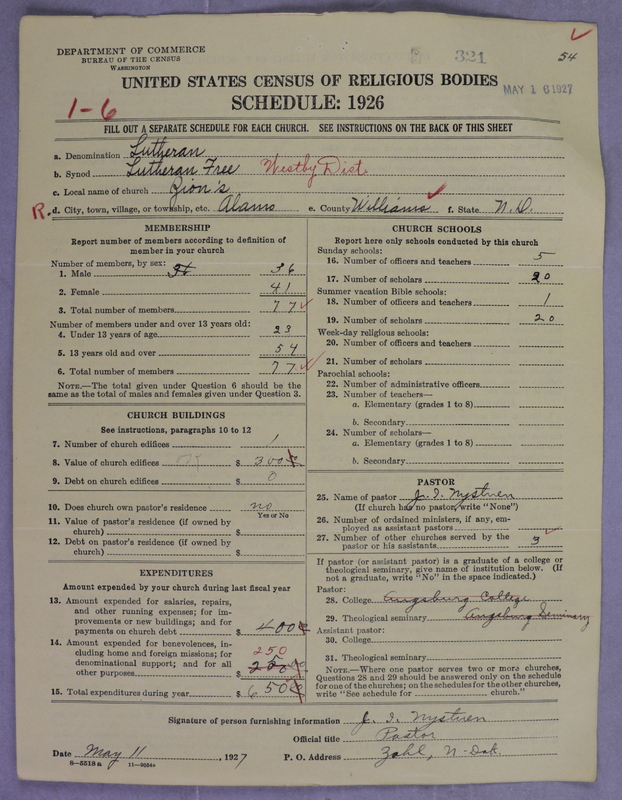 DEPARTMENT OF COMMERCE
BUREAU OF THE CENSUS
WASHINGTON
321
54
UNITED STATES CENSUS OF RELIGIOUS BODIES
MAY 16 1927
1-6
SCHEDULE: 1926
FILL OUT A SEPARATE SCHEDULE FOR EACH CHURCH. SEE INSTRUCTIONS ON THE BACK OF THIS SHEET
a. Denomination Lutheran
b. Synod Lutheran Free Westby Dist.
c. Local name of church Zion's
R. d. City, town, village, or township, etc. Alamo e. County Williams f. State N.D.
MEMBERSHIP
Report number of members according to definition of
member in your church
Number of members, by sex:
1. Male 36
2. Female 41
3. Total number of members 77
Number of members under and over 13 years old:
4. Under 13 years of age 23
5. 13 years old and over 54
6. Total number of members 77
NOTE.—The total given under Question 6 should be
same as the total of males and females given under Question 3.
CHURCH BUILDINGS
See instructions, paragraphs 10 to 12
7. Number of church edifices 1
8. Value of church edifices $ 3000
9. Debt on church edifices $ 0
10. Does church own pastor's residence no
Yes or No
11. Value of pastor's residence (if owned by
church) $
12. Debt on pastor's residence (if owned by
church) $
EXPENDITURES
Amount expended by your church during last fiscal year
13. Amount expended for salaries, repairs,
and other running expenses; for im-
provements or new buildings; and for
payments on church debt $ 400
14. Amount expended for benevolences, in-
cluding home and foreign missions; for
denominational support; and for all
other purposes $ 250
15. Total expenditures during year $ 650
CHURCH SCHOOLS
Report here only schools conducted by this church
Sunday schools:
16. Number of officers and teachers 5
17. Number of scholars 20
Summer vacation Bible schools:
18. Number of officers and teachers 1
19. Number of scholars 20
Week-day religious schools:
20. Number of officers and teachers
21. Number of scholars
Parochial schools:
22. Number of administrative officers
23. Number of teachers—
a. Elementary (grades 1 to 8)
b. Secondary
24. Number of scholars—
a. Elementary (grades 1 to 8)
b. Secondary
PASTOR
25. Name of pastor J. I. Nystuen
(If church has no pastor, write "None")
26. Number of ordained ministers, if any, em-
ployed as assistant pastors
27. Number of other churches served by the
pastor or his assistants 3
If pastor (or assistant pastor) is a graduate of a college or
theological seminary, give name of institution below. (If
not a graduate, write "No" in the space indicated.)
Pastor:
28. College Augsburg College
29. Theological seminary Augsburg Seminary
Assistant pastor:
30. College
31. Theological seminary
NOTE.—Where one pastor serves two or more churches,
Questions 28 and 29 should be answered only on the schedule
for one of the churches; on the schedules for the other churches,
write "See schedule for church."
Signature of person furnishing information J. I. Nystuen
Official title Pastor
Date May 11, 1927 P. O. Address Zahl, N-Dak.
8—5518 a